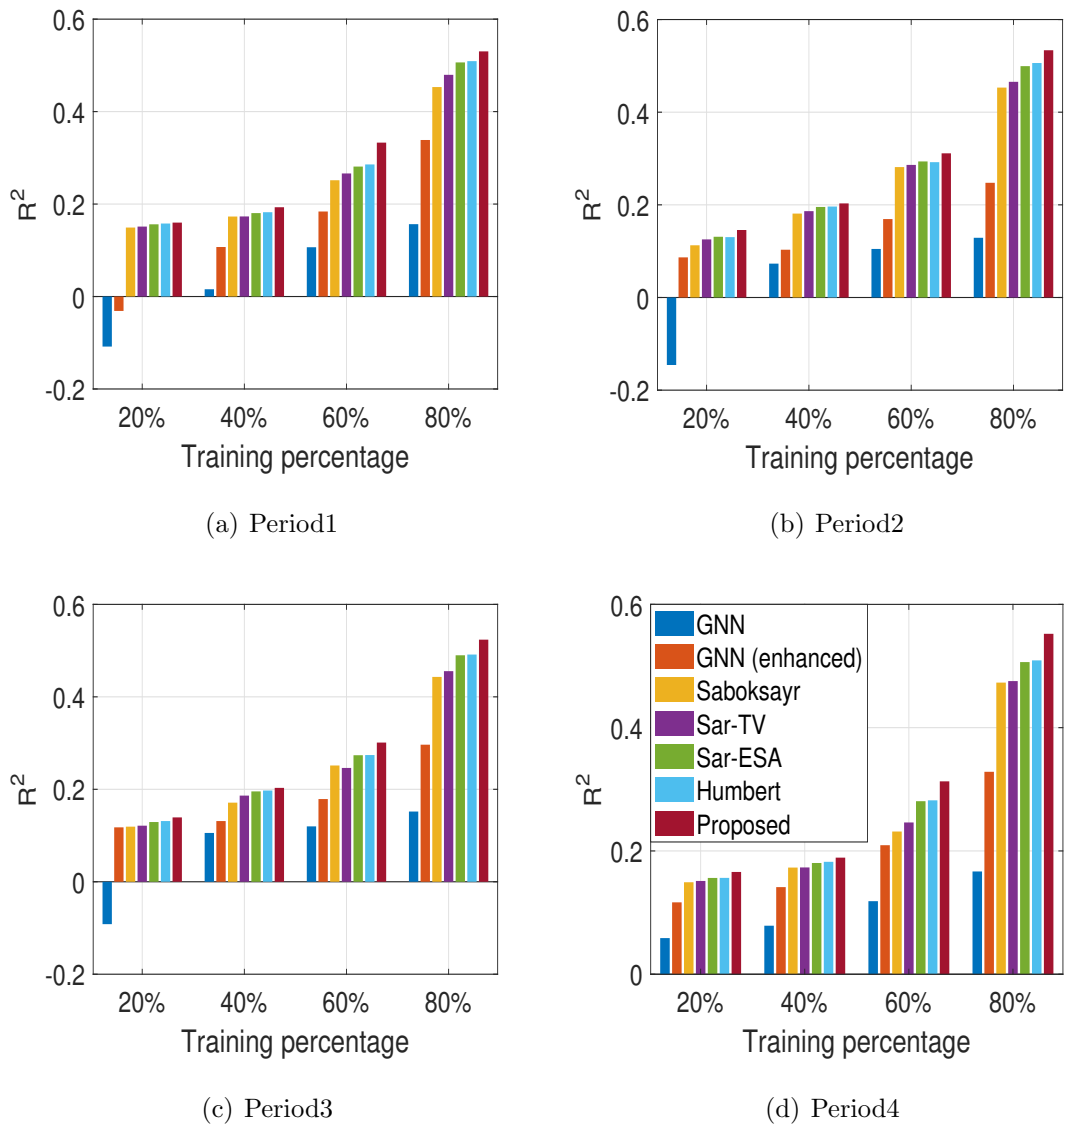 0.6
0.4
0.2
0
-0.2
R²
20% 40% 60% 80%
Training percentage
(a) Period1
0.6
0.4
0.2
0
-0.2
R²
20% 40% 60% 80%
Training percentage
(b) Period2
0.6
0.4
0.2
0
-0.2
R²
20% 40% 60% 80%
Training percentage
(c) Period3
0.6
0.4
0.2
0
R²
GNN
GNN (enhanced)
Saboksayr
Sar-TV
Sar-ESA
Humbert
Proposed
20% 40% 60% 80%
Training percentage
(d) Period4